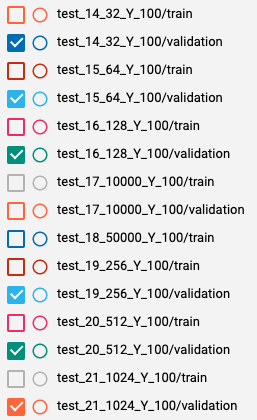 test_14_32_Y_100/train
test_14_32_Y_100/validation
test_15_64_Y_100/train
test_15_64_Y_100/validation
test_16_128_Y_100/train
test_16_128_Y_100/validation
test_17_10000_Y_100/train
test_17_10000_Y_100/validation
test_18_50000_Y_100/train
test_19_256_Y_100/train
test_19_256_Y_100/validation
test_20_512_Y_100/train
test_20_512_Y_100/validation
test_21_1024_Y_100/train
test_21_1024_Y_100/validation